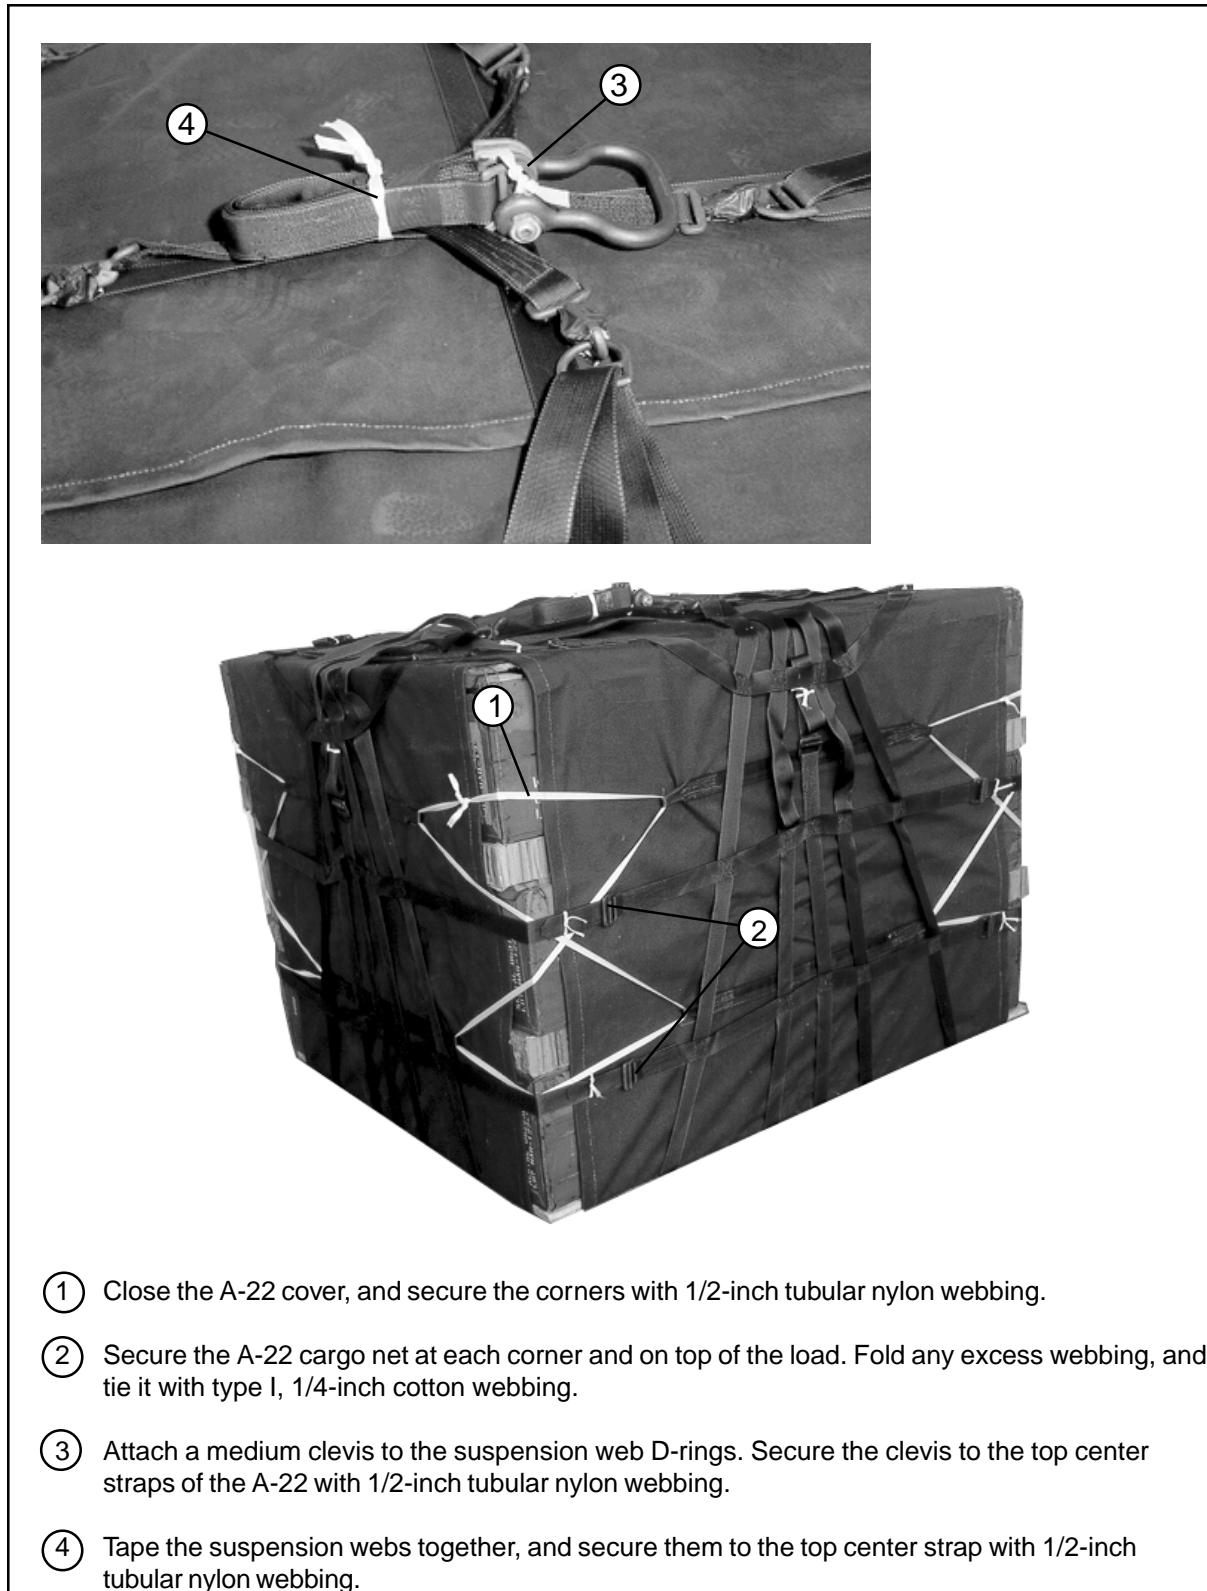 4
3
1
2
1 Close the A-22 cover, and secure the corners with 1/2-inch tubular nylon webbing.
2 Secure the A-22 cargo net at each corner and on top of the load. Fold any excess webbing, and
tie it with type I, 1/4-inch cotton webbing.
3 Attach a medium clevis to the suspension web D-rings. Secure the clevis to the top center
straps of the A-22 with 1/2-inch tubular nylon webbing.
4 Tape the suspension webs together, and secure them to the top center strap with 1/2-inch
tubular nylon webbing.